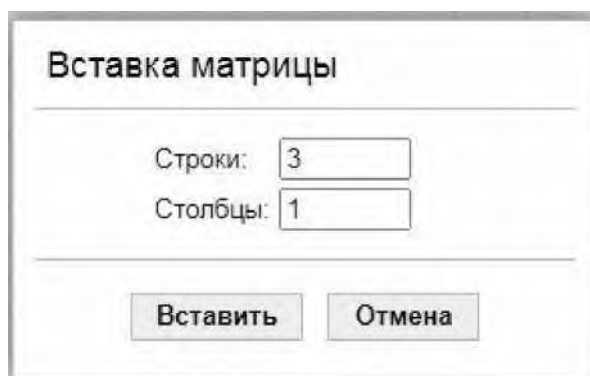 Вставка матрицы
Строки: 3
Столбцы: 1
Вставить Отмена